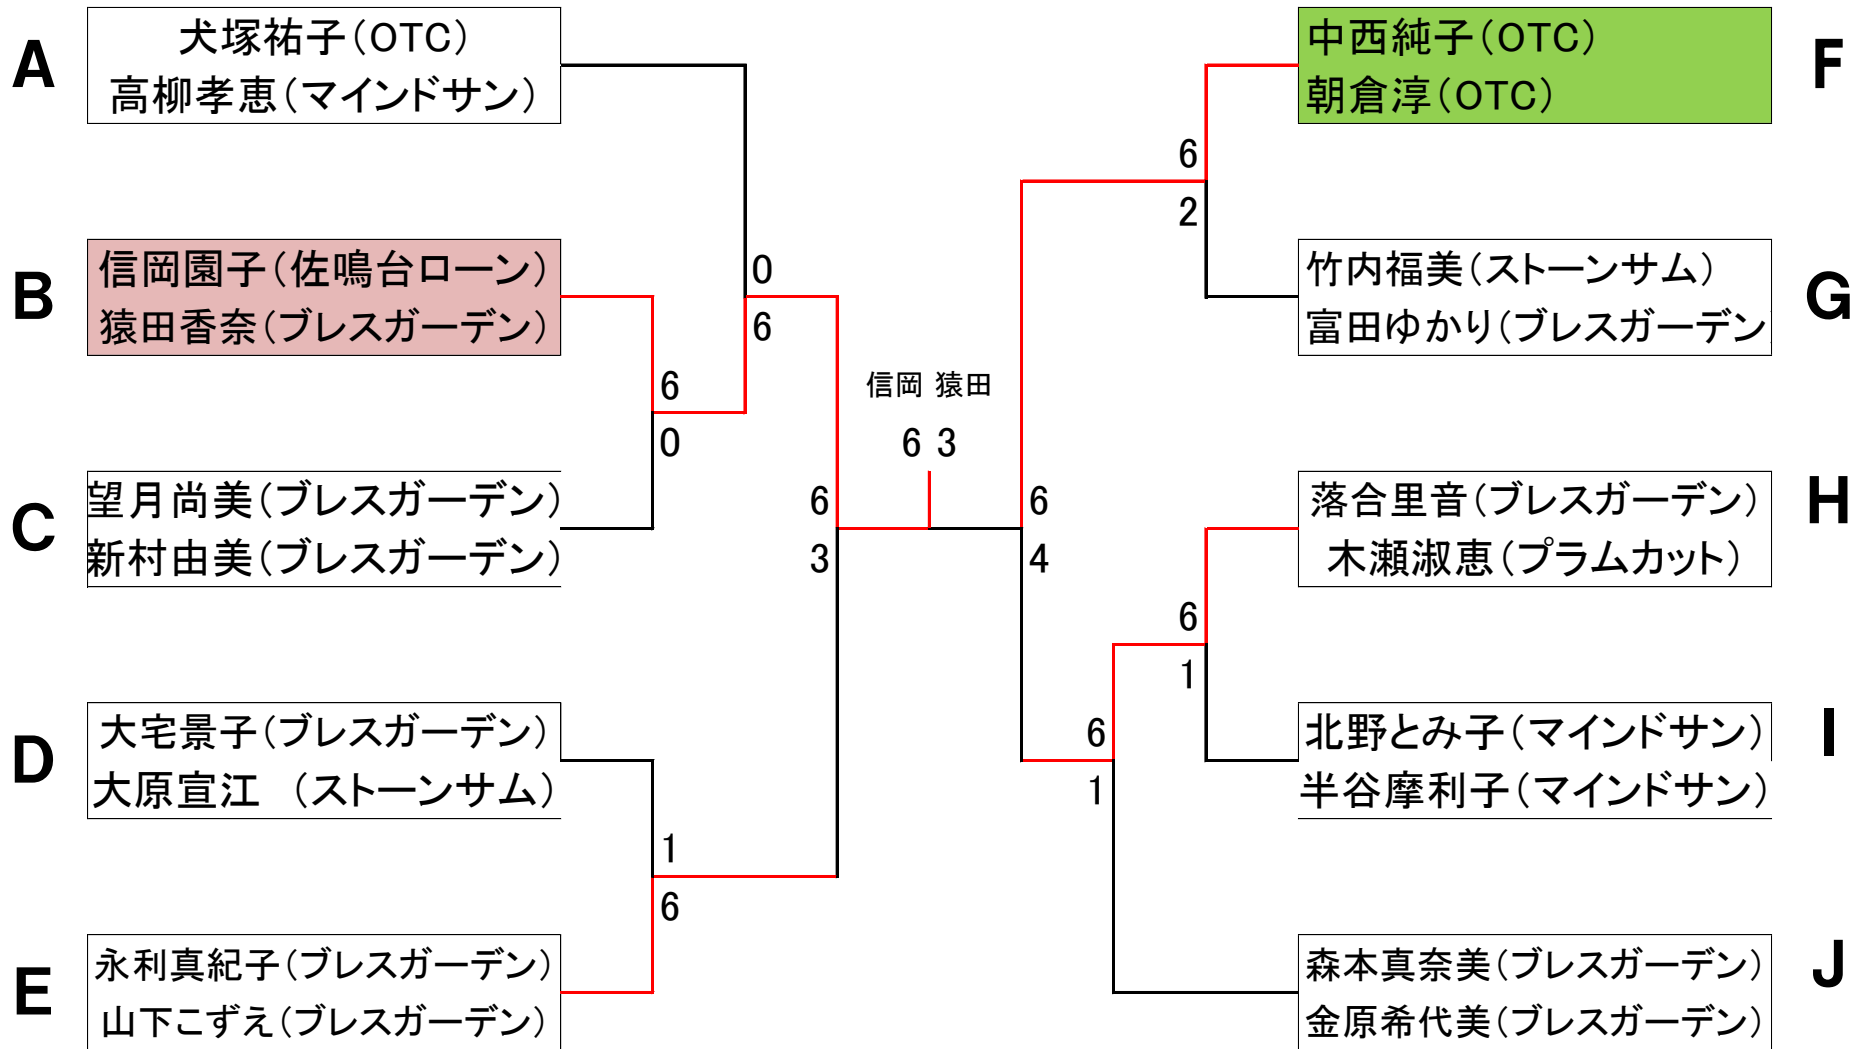 A
犬塚祐子(OTC)
高柳孝恵(マインドサン)
B
信岡園子(佐鳴台ローン)
猿田香奈(ブレスガーデン)
C
望月尚美(ブレスガーデン)
新村由美(ブレスガーデン)
D
大宅景子(ブレスガーデン)
大原宣江 (ストーンサム)
E
永利真紀子(ブレスガーデン)
山下こずえ(ブレスガーデン)
0
6
6
0
1
6
6
3
信岡 猿田
6 3
6
4
6
2
6
1
6
1
中西純子(OTC)
朝倉淳(OTC)
F
竹内福美(ストーンサム)
富田ゆかり(ブレスガーデン
G
落合里音(ブレスガーデン)
木瀬淑恵(プラムカット)
H
北野とみ子(マインドサン)
半谷摩利子(マインドサン)
I
森本真奈美(ブレスガーデン)
金原希代美(ブレスガーデン)
J